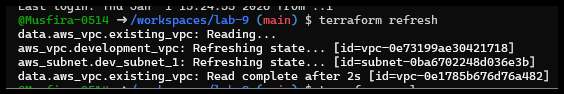 @Musfira-0514 → /workspaces/lab-9 (main) $ terraform refresh
data.aws_vpc.existing_vpc: Reading...
aws_vpc.development_vpc: Refreshing state... [id=vpc-0e73199ae30421718]
aws_subnet.dev_subnet_1: Refreshing state... [id=subnet-0ba6702248d036e3b]
data.aws_vpc.existing_vpc: Read complete after 2s [id=vpc-0e1785b676d76a482]